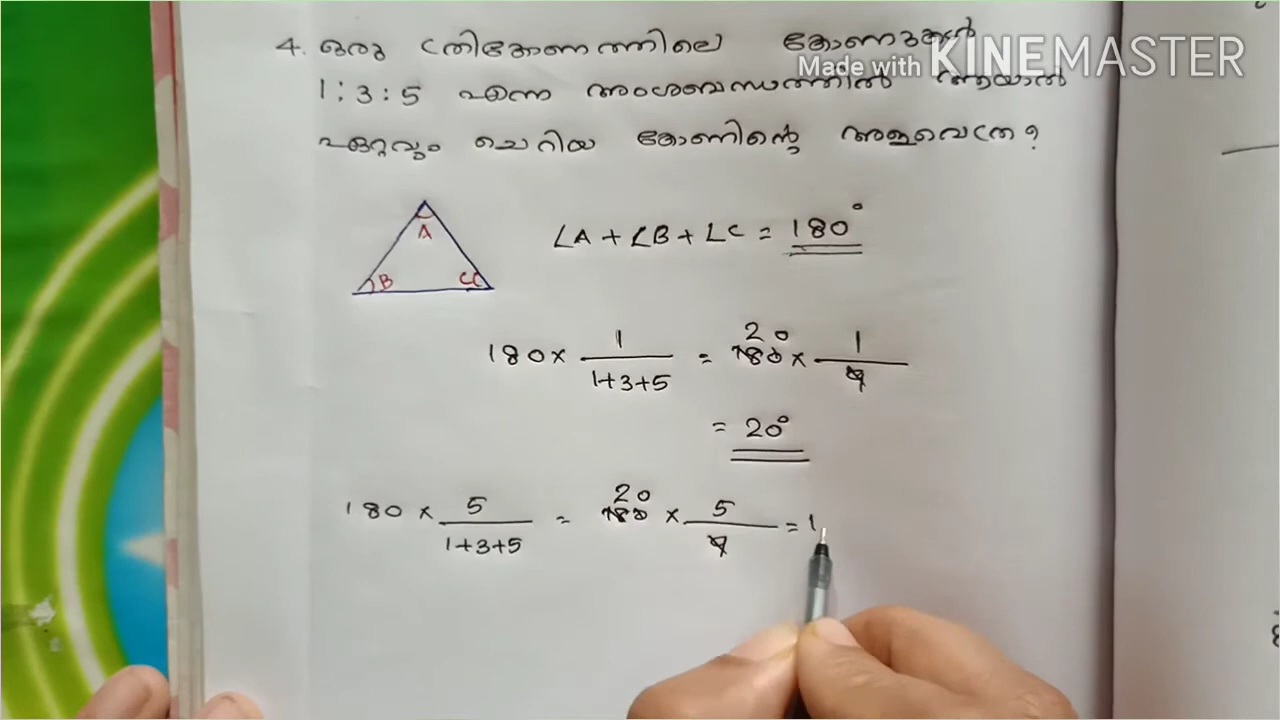 Made with KINEMASTER
4. ഒരു ത്രികോണത്തിലെ കോണുകൾ
1 : 3 : 5 എന്ന അംശബന്ധത്തിൽ ആയാൽ
ഏറ്റവും ചെറിയ കോണിന്റെ അളവെത്ര?
A
B C
∠A + ∠B + ∠C = 180°
180 × 1/(1+3+5) = 180 20 × 1/9
= 20°
180 × 5/(1+3+5) = 180 20 × 5/9 = 1